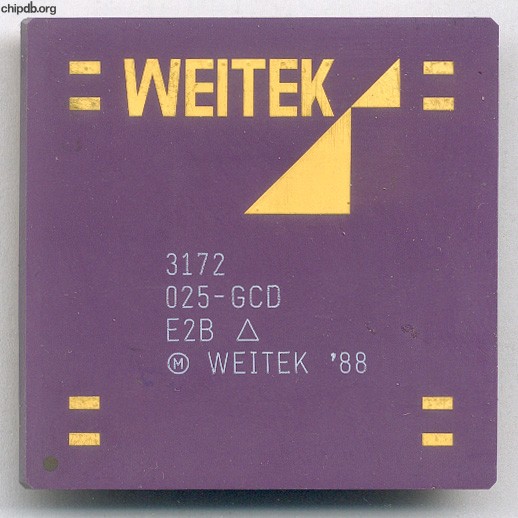 chipdb.org
WEITEK
3172
025-GCD
E2B △
Ⓜ WEITEK '88